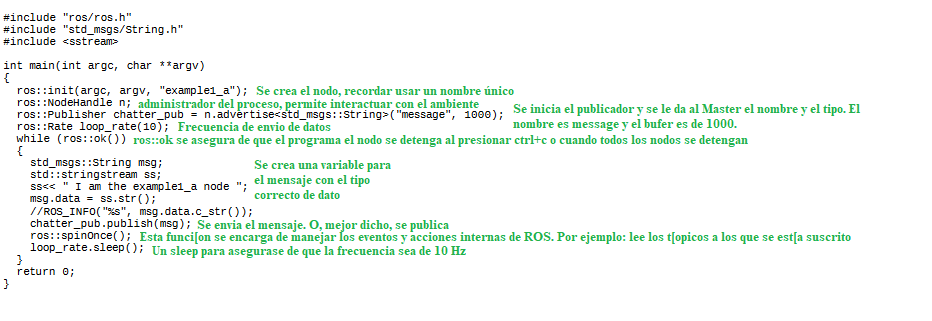 #include "ros/ros.h"
#include "std_msgs/String.h"
#include <sstream>
int main(int argc, char **argv)
{
ros::init(argc, argv, "example1_a"); Se crea el nodo, recordar usar un nombre único
ros::NodeHandle n; administrador del proceso, permite interactuar con el ambiente
ros::Publisher chatter_pub = n.advertise<std_msgs::String>("message", 1000); Se inicia el publicador y se le da al Master el nombre y el tipo. El
nombre es message y el bufer es de 1000.
ros::Rate loop_rate(10); Frecuencia de envio de datos
while (ros::ok()) ros::ok se asegura de que el programa el nodo se detenga al presionar ctrl+c o cuando todos los nodos se detengan
{
std_msgs::String msg; Se crea una variable para
std::stringstream ss; el mensaje con el tipo
ss<< " I am the example1_a node "; correcto de dato
msg.data = ss.str();
//ROS_INFO("%s", msg.data.c_str());
chatter_pub.publish(msg); Se envia el mensaje. O, mejor dicho, se publica
ros::spinOnce(); Esta funci[on se encarga de manejar los eventos y acciones internas de ROS. Por ejemplo: lee los t[opicos a los que se est[a suscrito
loop_rate.sleep(); Un sleep para asegurase de que la frecuencia sea de 10 Hz
}
return 0;
}